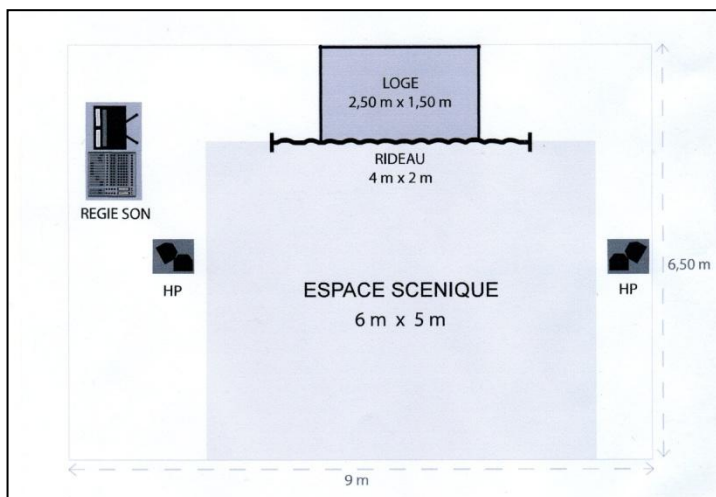 LOGE
2,50 m x 1,50 m
RIDEAU
4 m x 2 m
REGIE SON
HP
ESPACE SCENIQUE
6 m x 5 m
HP
6,50 m
9 m